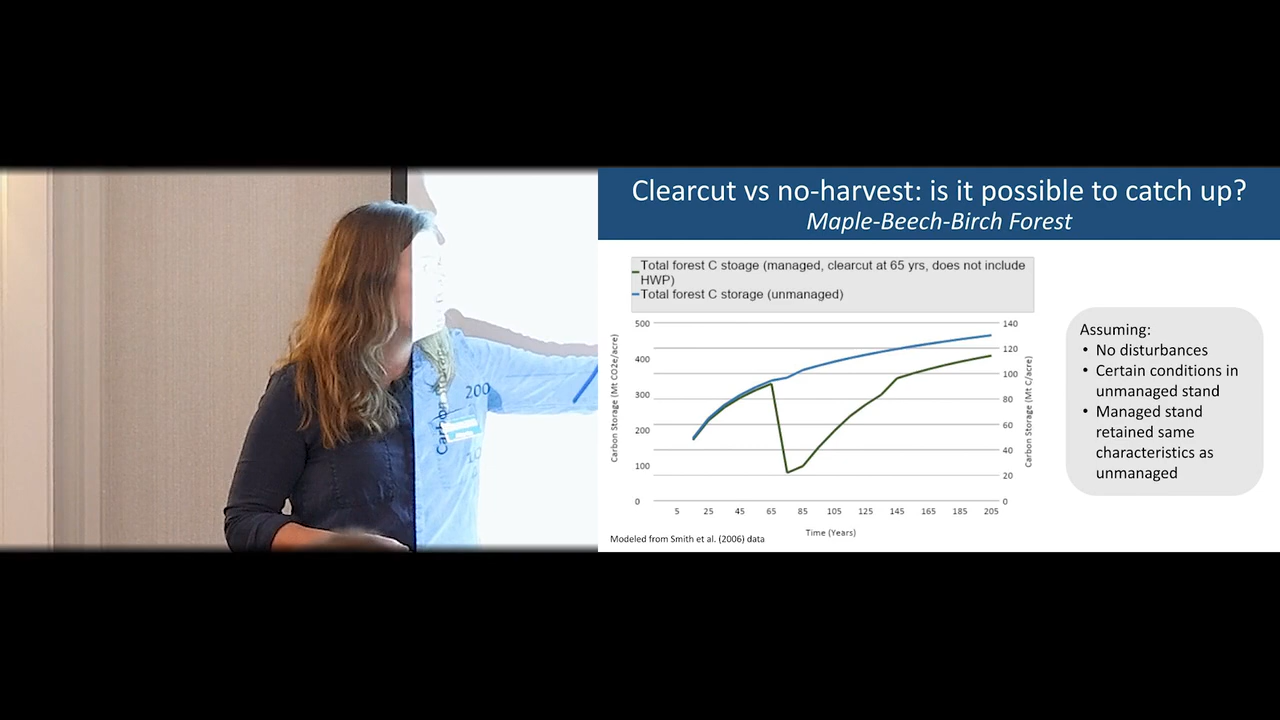 Clearcut vs no-harvest: is it possible to catch up?
Maple-Beech-Birch Forest
Total forest C stoage (managed, clearcut at 65 yrs, does not include
HWP)
Total forest C storage (unmanaged)
500
400
300
200
100
0
Carbon Storage (Mt CO2e/acre)
140
120
100
80
60
40
20
0
Carbon Storage (Mt C/acre)
5 25 45 65 85 105 125 145 165 185 205
Time (Years)
Modeled from Smith et al. (2006) data
Assuming:
• No disturbances
• Certain conditions in
unmanaged stand
• Managed stand
retained same
characteristics as
unmanaged
200
Carbon